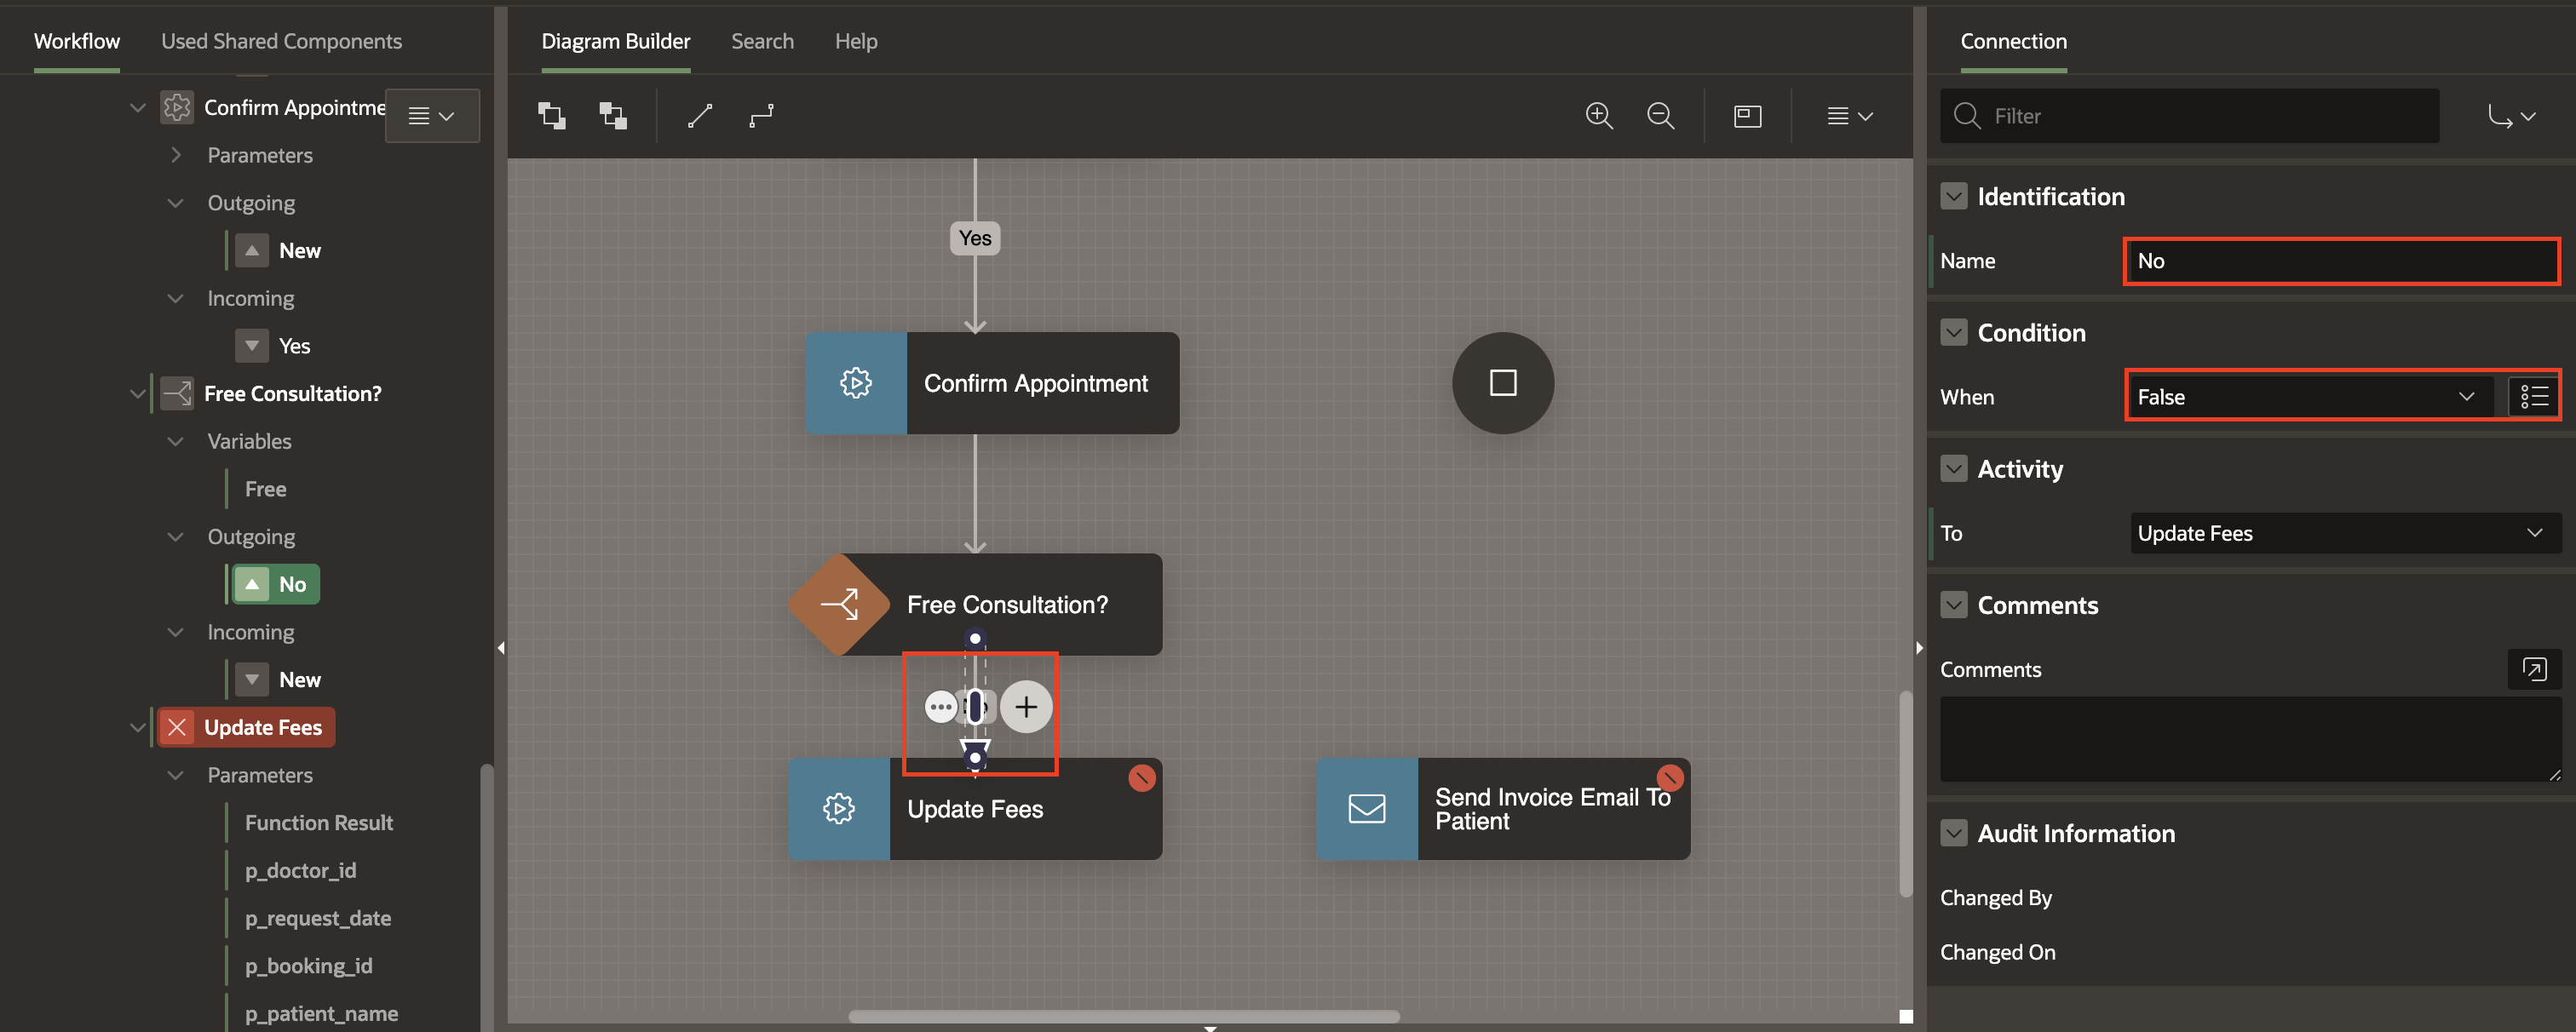 Workflow
Used Shared Components
Confirm Appointme
Parameters
Outgoing
New
Incoming
Yes
Free Consultation?
Variables
Free
Outgoing
No
Incoming
New
Update Fees
Parameters
Function Result
p_doctor_id
p_request_date
p_booking_id
p_patient_name
Diagram Builder
Search
Help
Yes
Confirm Appointment
Free Consultation?
Update Fees
Send Invoice Email To
Patient
Connection
Filter
Identification
Name
No
Condition
When
False
Activity
To
Update Fees
Comments
Comments
Audit Information
Changed By
Changed On